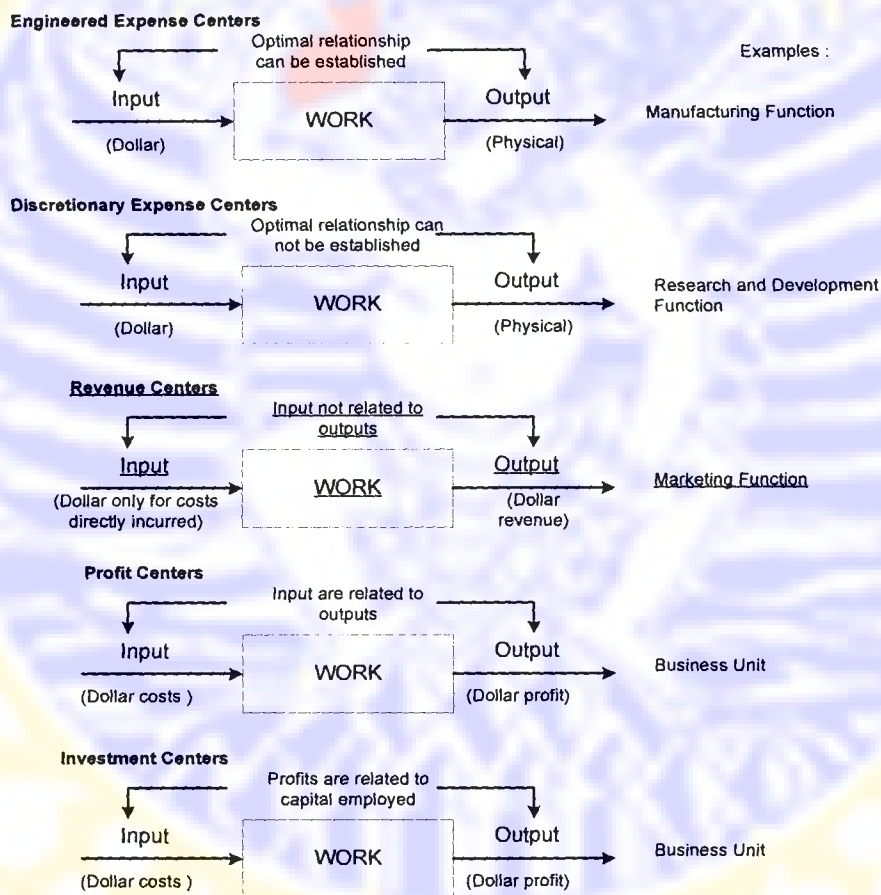 Engineered Expense Centers
Optimal relationship
can be established
Examples :
Input
Output
WORK
Manufacturing Function
(Dollar)
(Physical)
Discretionary Expense Centers
Optimal relationship can
not be established
Input
Output
WORK
Research and Development
Function
(Dollar)
(Physical)
Revenue Centers
Input not related to
outputs
Input
Output
WORK
Marketing Function
(Dollar only for costs
directly incurred)
(Dollar
revenue)
Profit Centers
Input are related to
outputs
Input
Output
WORK
Business Unit
(Dollar costs )
(Dollar profit)
Investment Centers
Profits are related to
capital employed
Input
Output
WORK
Business Unit
(Dollar costs )
(Dollar profit)